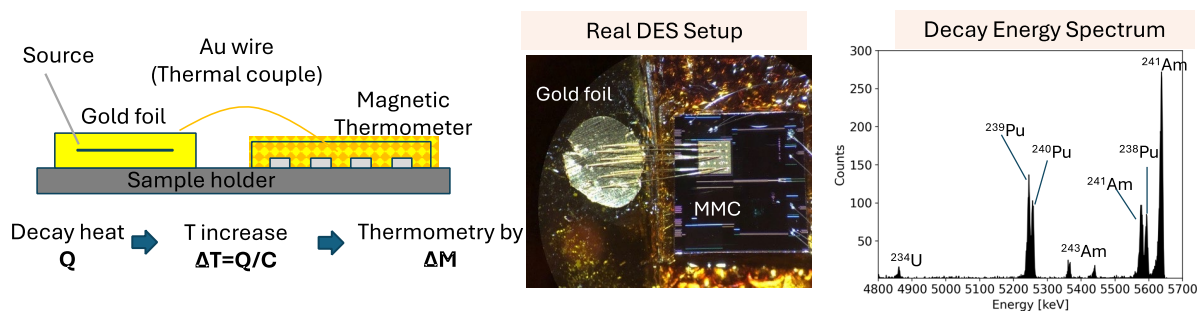 Source
Gold foil
Au wire
(Thermal couple)
Magnetic
Thermometer
Sample holder
Decay heat
Q
T increase
ΔT=Q/C
Thermometry by
ΔM
Real DES Setup
Gold foil
MMC
Decay Energy Spectrum
300
250
200
150
100
50
Counts
²⁴¹Am
²³⁹Pu
²⁴⁰Pu
²³⁸Pu
²⁴¹Am
²⁴³Am
²³⁴U
4800 4900 5000 5100 5200 5300 5400 5500 5600 5700
Energy [keV]